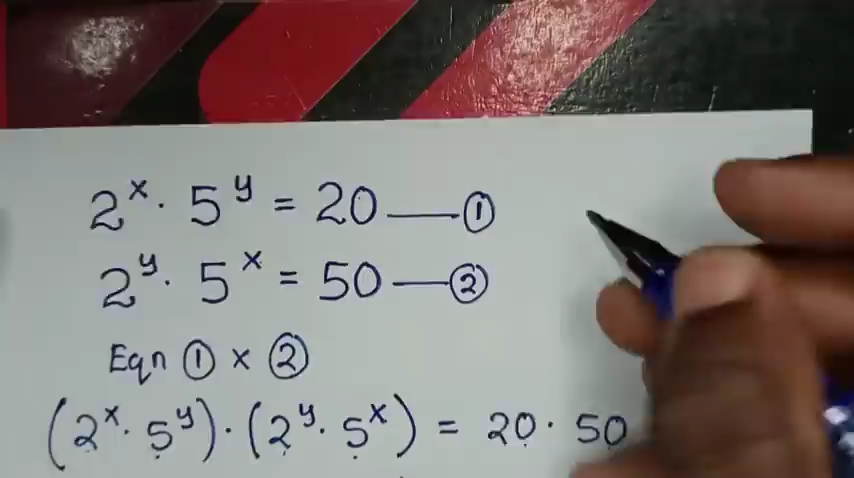 2^x · 5^y = 20 —— ①
2^y · 5^x = 50 —— ②
Eqn ① × ②
(2^x · 5^y) · (2^y · 5^x) = 20 · 50